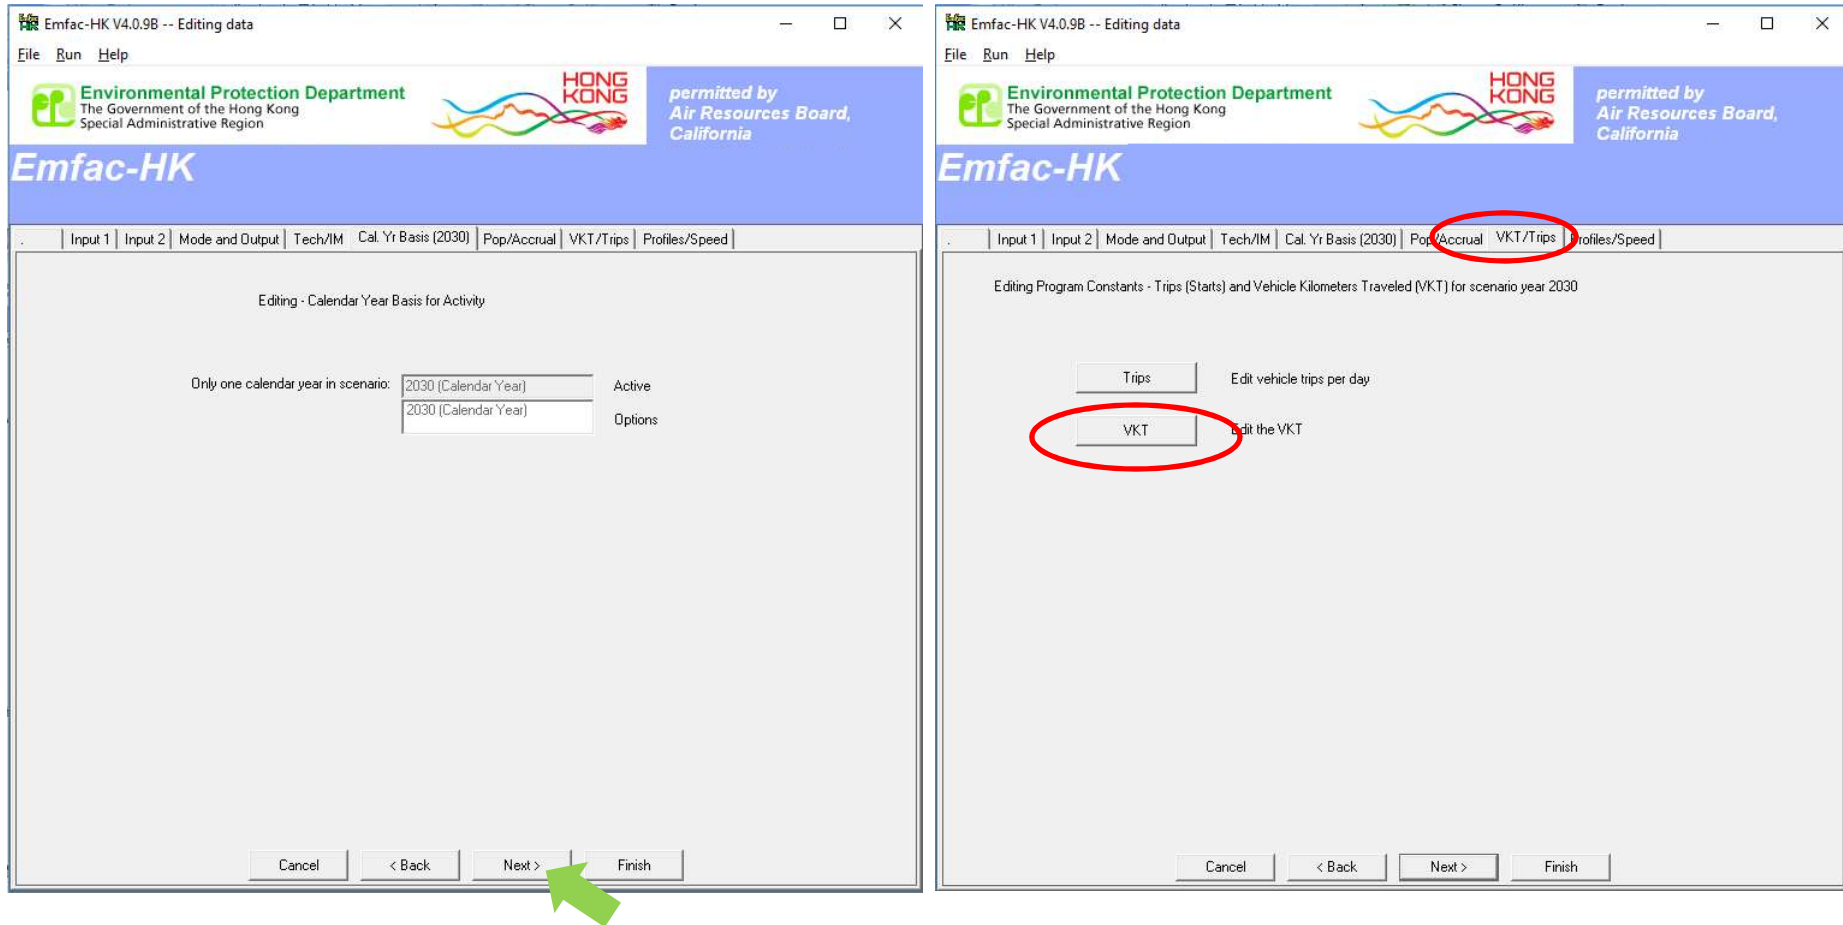 Emfac-HK V4.0.9B -- Editing data
File Run Help
Environmental Protection Department
The Government of the Hong Kong
Special Administrative Region
HONG
KONG
permitted by
Air Resources Board,
California
Emfac-HK
. Input 1 Input 2 Mode and Output Tech/IM Cal. Yr Basis (2030) Pop/Accrual VKT/Trips Profiles/Speed
Editing - Calendar Year Basis for Activity
Only one calendar year in scenario: 2030 (Calendar Year) Active
2030 (Calendar Year) Options
Cancel < Back Next > Finish
Emfac-HK V4.0.9B -- Editing data
File Run Help
Environmental Protection Department
The Government of the Hong Kong
Special Administrative Region
HONG
KONG
permitted by
Air Resources Board,
California
Emfac-HK
. Input 1 Input 2 Mode and Output Tech/IM Cal. Yr Basis (2030) Pop/Accrual VKT/Trips Profiles/Speed
Editing Program Constants - Trips (Starts) and Vehicle Kilometers Traveled (VKT) for scenario year 2030
Trips Edit vehicle trips per day
VKT Edit the VKT
Cancel < Back Next > Finish